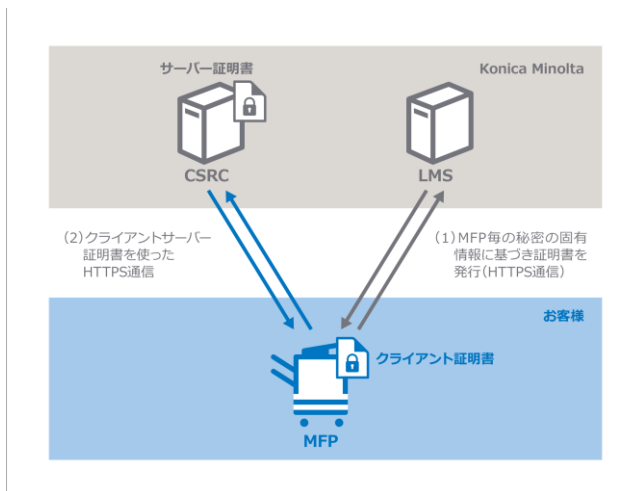 サーバー証明書
Konica Minolta
CSRC
LMS
(2)クライアントサーバー
証明書を使った
HTTPS通信
(1)MFP毎の秘密の固有
情報に基づき証明書を
発行(HTTPS通信)
お客様
クライアント証明書
MFP